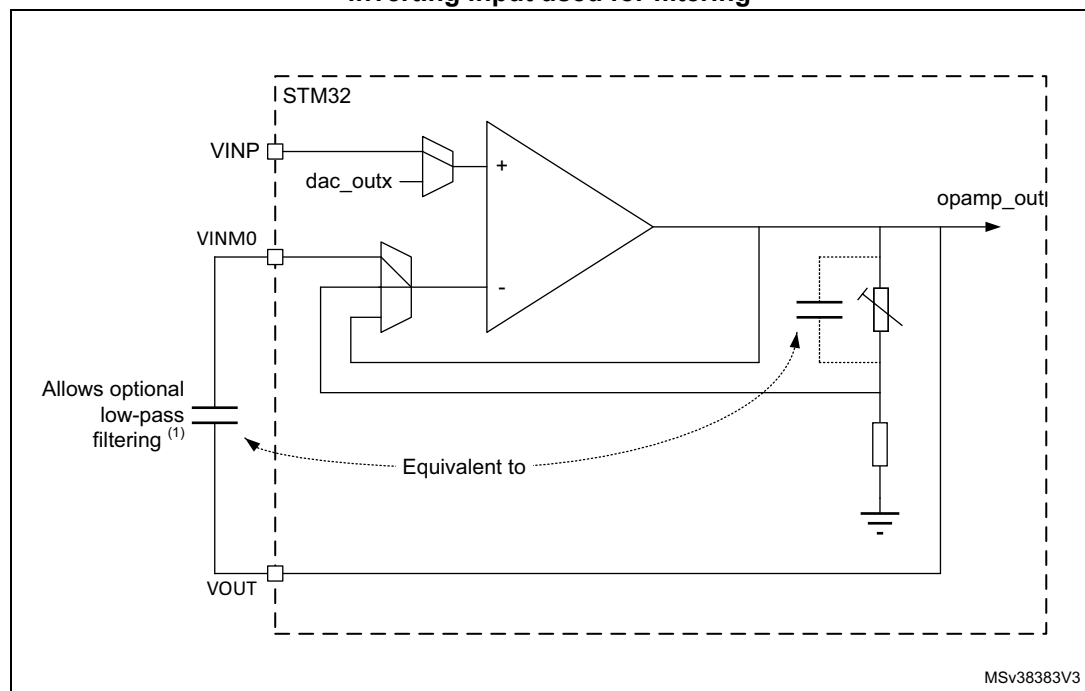 inverting input used for filtering
STM32
VINP
+
dac_outx
opamp_out
VINM0
-
Allows optional
low-pass
filtering (1)
Equivalent to
VOUT
MSv38383V3